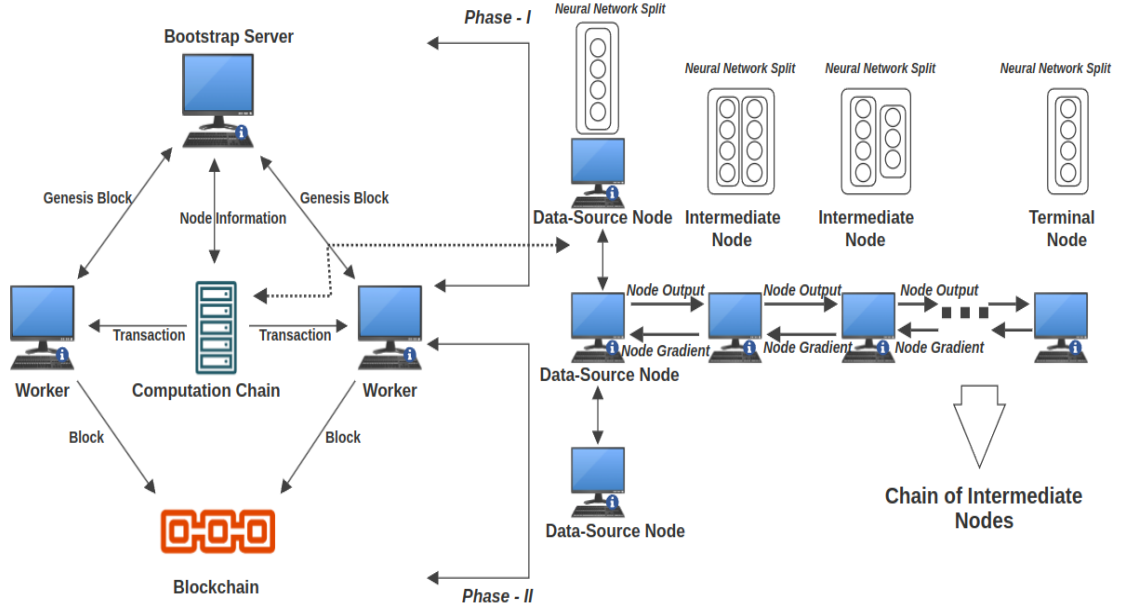 Phase - I
Neural Network Split
Bootstrap Server
Neural Network Split
Neural Network Split
Neural Network Split
Genesis Block
Genesis Block
Node Information
Data-Source Node
Intermediate
Node
Intermediate
Node
Terminal
Node
Node Output
Node Output
Node Output
Transaction
Transaction
Node Gradient
Node Gradient
Node Gradient
Worker
Computation Chain
Worker
Data-Source Node
Block
Block
Chain of Intermediate
Nodes
Data-Source Node
Blockchain
Phase - II